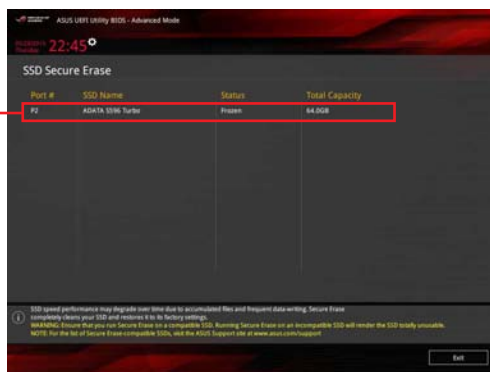 ASUS UEFI Utility BIOS - Advanced Mode
Thursday 22:45
SSD Secure Erase
Port # SSD Name Status Total Capacity
P2 ADATA S596 Turbo Frozen 64.0GB
SSD speed performance may degrade over time due to accumulated files and frequent data-writing. Secure Erase
completely cleans your SSD and restores it to its factory settings.
WARNING: Ensure that you run Secure Erase on a compatible SSD. Running Secure Erase on an incompatible SSD will render the SSD totally unusable.
NOTE: For the list of Secure Erase-compatible SSDs, visit the ASUS Support site at www.asus.com/support
Exit